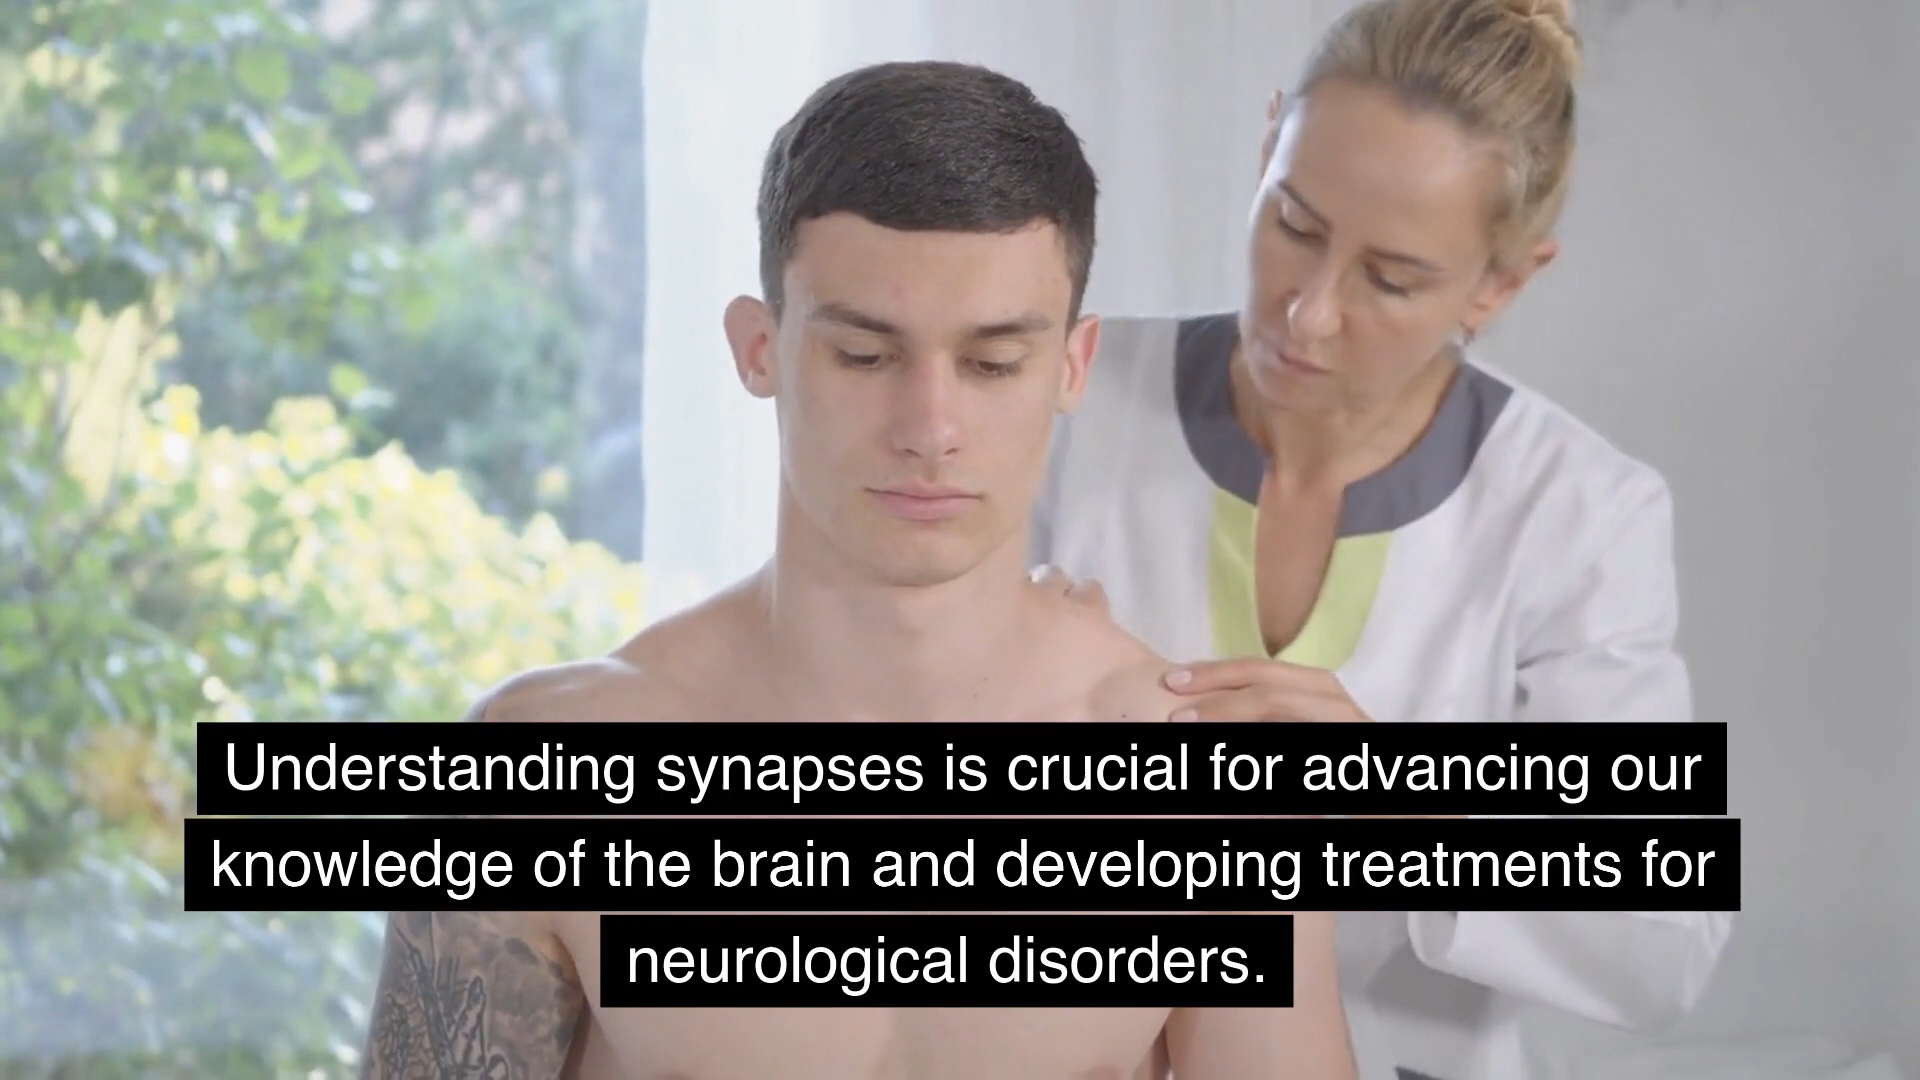 Understanding synapses is crucial for advancing our
knowledge of the brain and developing treatments for
neurological disorders.